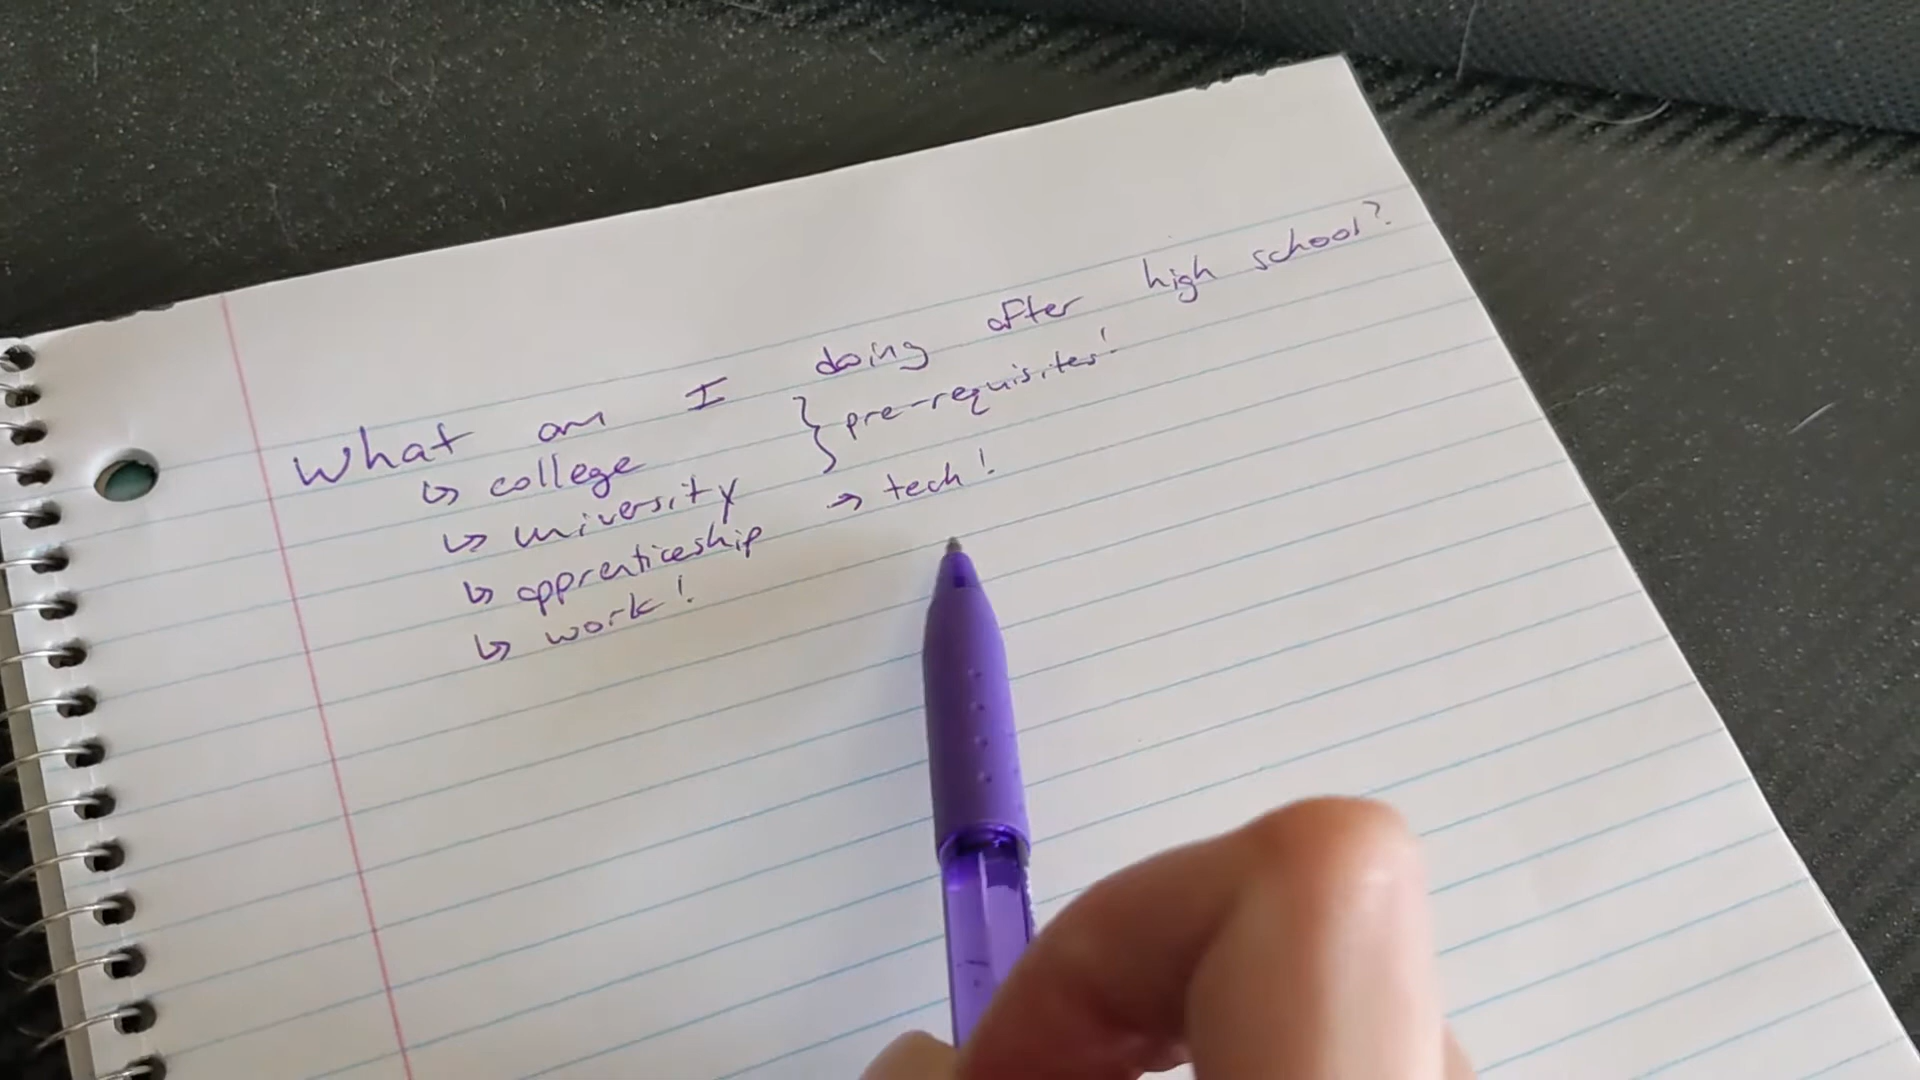 What am I doing after high school?
↳ college } pre-requisites!
↳ university
↳ apprenticeship → tech!
↳ work!